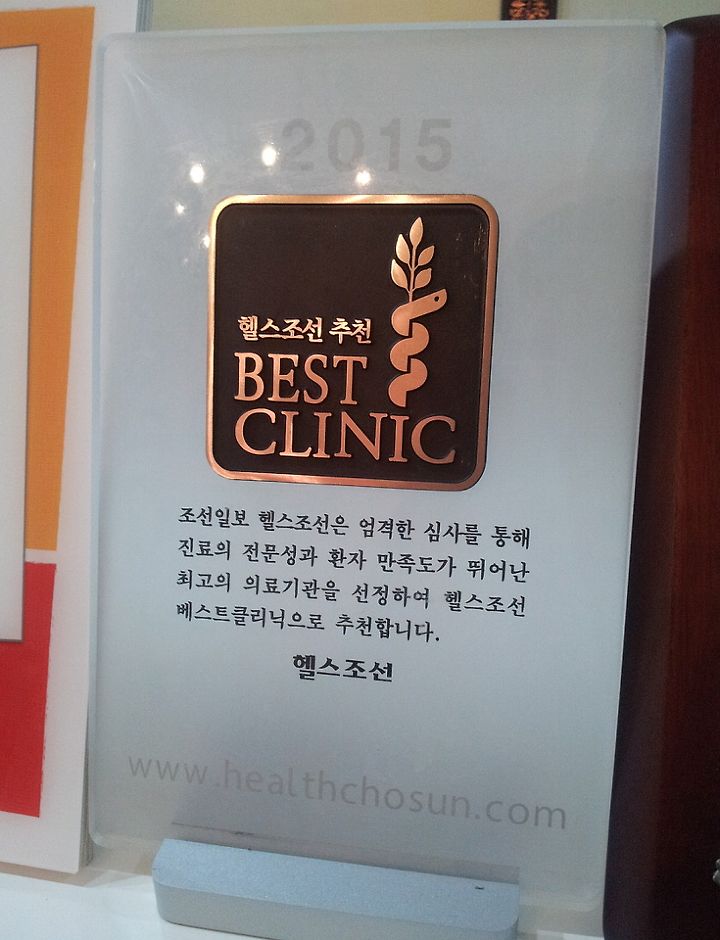 2015
헬스조선 추천
BEST
CLINIC
조선일보 헬스조선은 엄격한 심사를 통해
진료의 전문성과 환자 만족도가 뛰어난
최고의 의료기관을 선정하여 헬스조선
베스트클리닉으로 추천합니다.
헬스조선
www.healthchosun.com